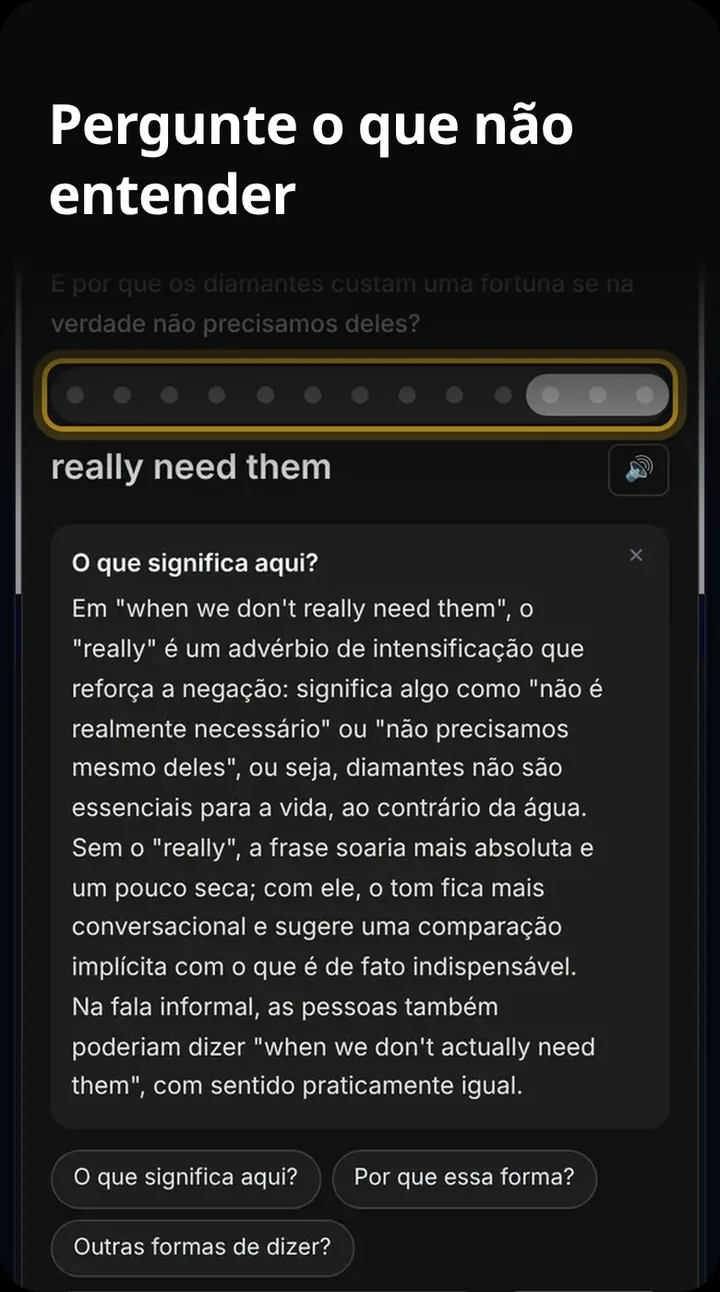 Pergunte o que não
entender
E por que os diamantes custam uma fortuna se na
verdade não precisamos deles?
really need them
O que significa aqui?
Em "when we don't really need them", o
"really" é um advérbio de intensificação que
reforça a negação: significa algo como "não é
realmente necessário" ou "não precisamos
mesmo deles", ou seja, diamantes não são
essenciais para a vida, ao contrário da água.
Sem o "really", a frase soaria mais absoluta e
um pouco seca; com ele, o tom fica mais
conversacional e sugere uma comparação
implícita com o que é de fato indispensável.
Na fala informal, as pessoas também
poderiam dizer "when we don't actually need
them", com sentido praticamente igual.
O que significa aqui? Por que essa forma?
Outras formas de dizer?